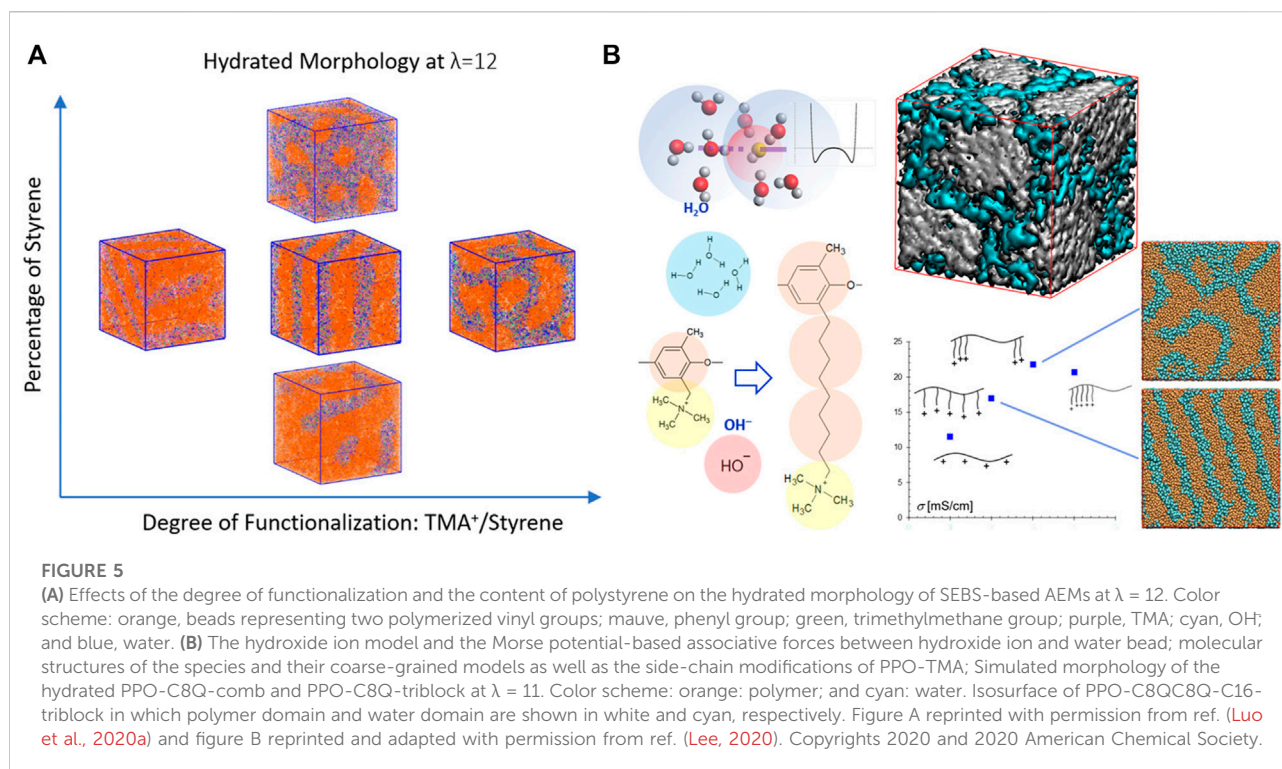 A
Hydrated Morphology at λ=12
Percentage of Styrene
Degree of Functionalization: TMA⁺/Styrene
B
H₂O
H
O
H
H
O
H
H
O
H
H
O
H
CH₃
O—
H₃C
N⁺
CH₃
H₃C
OH⁻
HO⁻
CH₃
O—
H₃C
N⁺
CH₃
H₃C
25
20
15
10
5
0
σ [mS/cm]
+ ++ + +
+ + + + +
+ + + + +
+ + + +
FIGURE 5
(A) Effects of the degree of functionalization and the content of polystyrene on the hydrated morphology of SEBS-based AEMs at λ = 12. Color
scheme: orange, beads representing two polymerized vinyl groups; mauve, phenyl group; green, trimethylmethane group; purple, TMA; cyan, OH⁻;
and blue, water. (B) The hydroxide ion model and the Morse potential-based associative forces between hydroxide ion and water bead; molecular
structures of the species and their coarse-grained models as well as the side-chain modifications of PPO-TMA; Simulated morphology of the
hydrated PPO-C8Q-comb and PPO-C8Q-triblock at λ = 11. Color scheme: orange: polymer; and cyan: water. Isosurface of PPO-C8QC8Q-C16-
triblock in which polymer domain and water domain are shown in white and cyan, respectively. Figure A reprinted with permission from ref. (Luo
et al., 2020a) and figure B reprinted and adapted with permission from ref. (Lee, 2020). Copyrights 2020 and 2020 American Chemical Society.